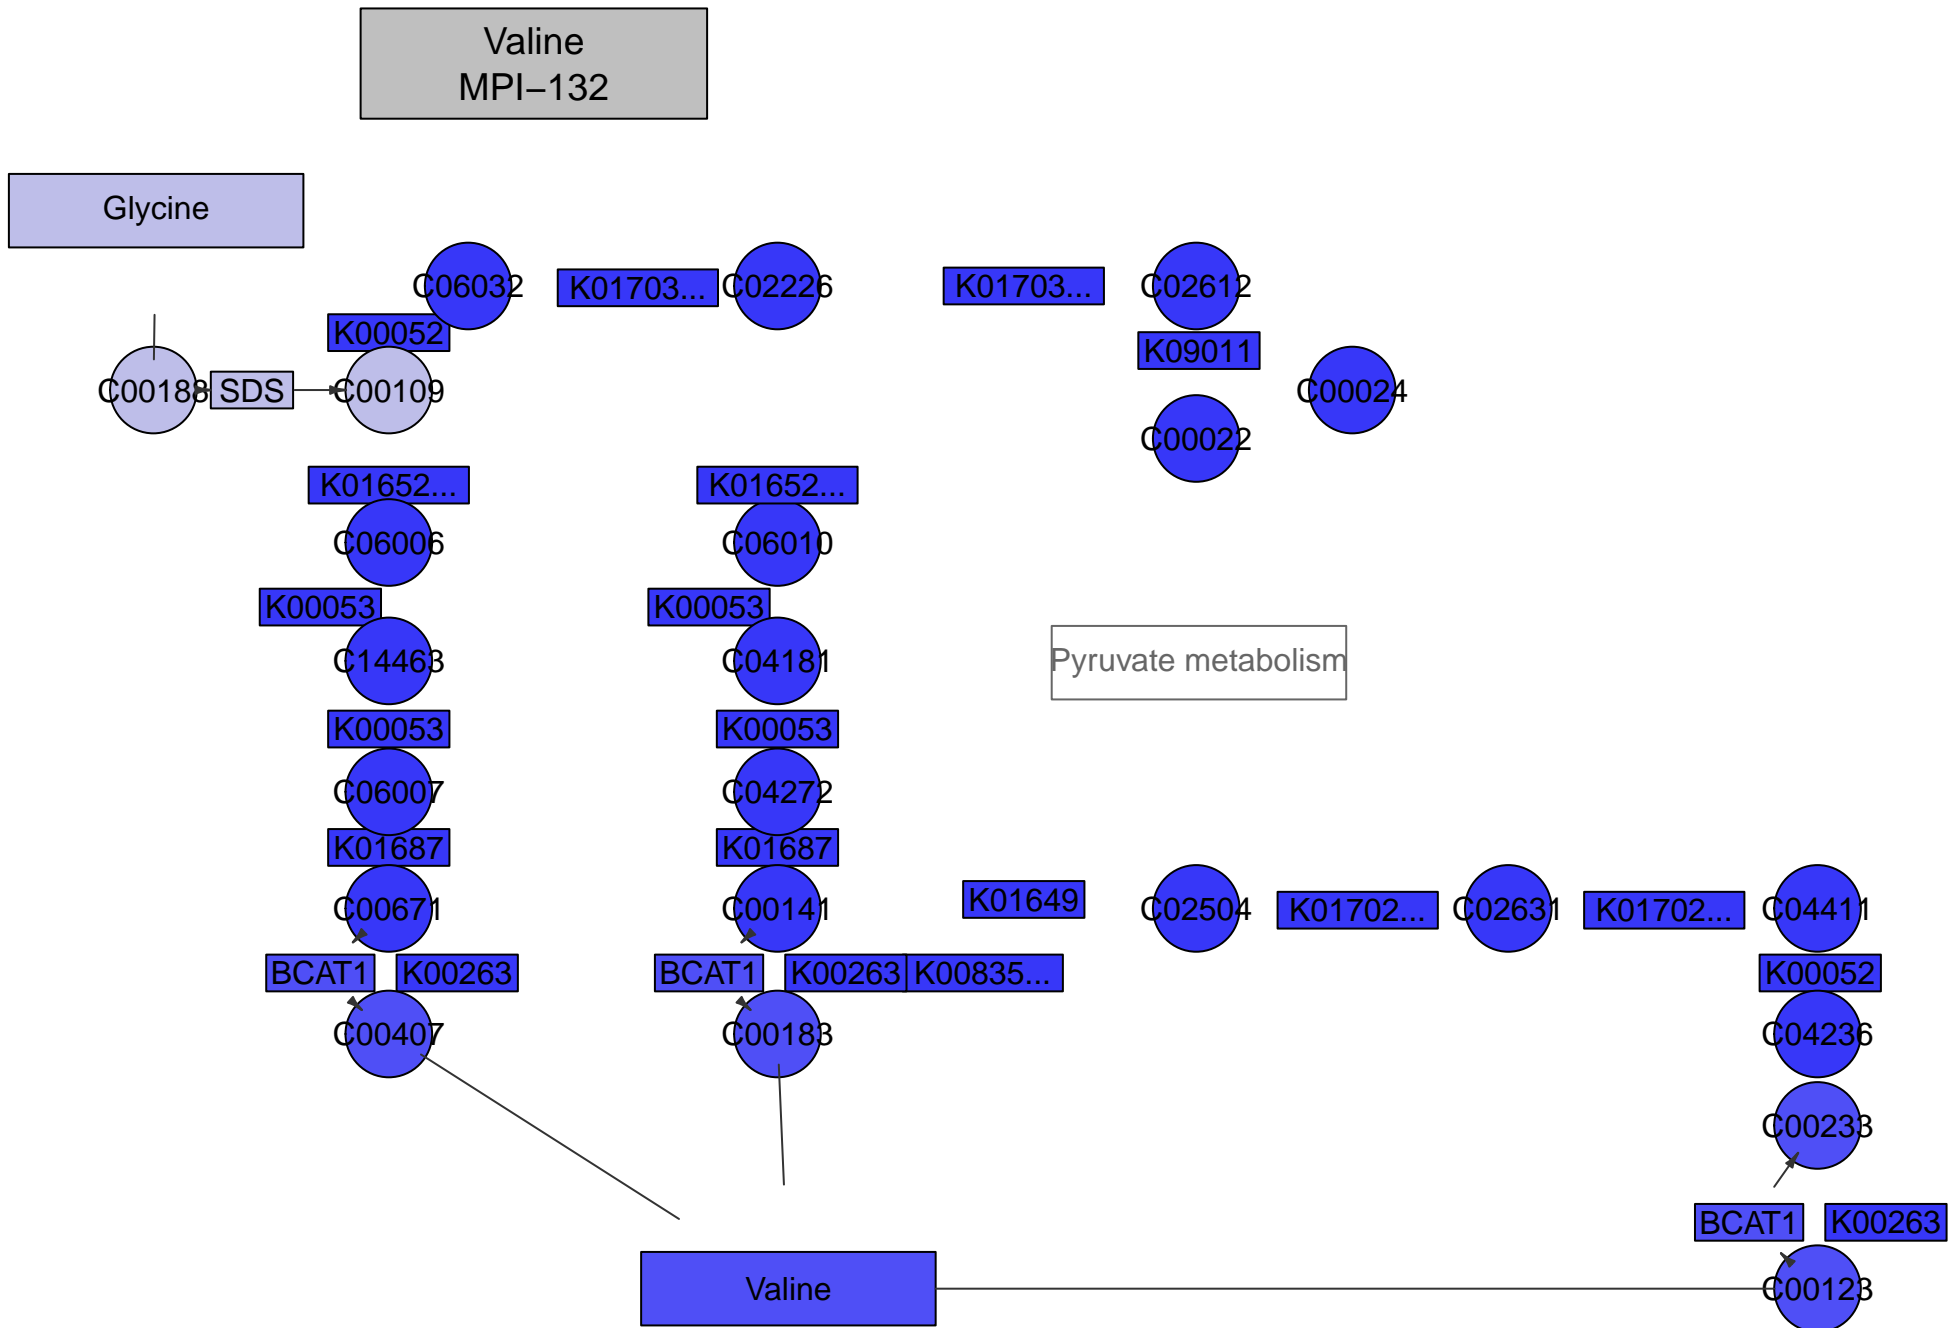 Valine
MPI−132
Glycine
C06032
K01703...
C02226
K01703...
C02612
K00052
K09011
C00188
SDS
C00109
C00024
C00022
K01652...
K01652...
C06006
C06010
K00053
K00053
C14463
C04181
Pyruvate metabolism
K00053
K00053
C06007
C04272
K01687
K01687
C00671
C00141
K01649
C02504
K01702...
C02631
K01702...
C04411
BCAT1
K00263
BCAT1
K00263
K00835...
K00052
C00407
C00183
C04236
C00233
BCAT1
K00263
Valine
C00123